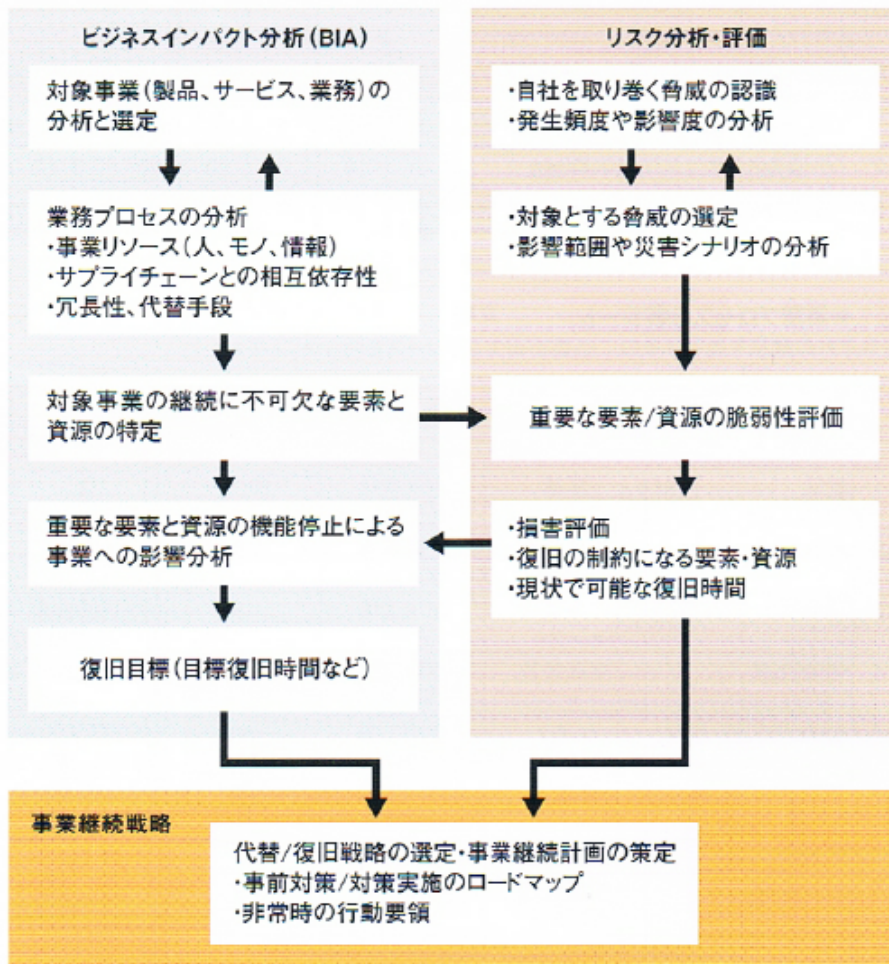 ビジネスインパクト分析(BIA)
対象事業(製品、サービス、業務)の
分析と選定
業務プロセスの分析
・事業リソース(人、モノ、情報)
・サプライチェーンとの相互依存性
・冗長性、代替手段
対象事業の継続に不可欠な要素と
資源の特定
重要な要素と資源の機能停止による
事業への影響分析
復旧目標(目標復旧時間など)
リスク分析・評価
・自社を取り巻く脅威の認識
・発生頻度や影響度の分析
・対象とする脅威の選定
・影響範囲や災害シナリオの分析
重要な要素/資源の脆弱性評価
・損害評価
・復旧の制約になる要素・資源
・現状で可能な復旧時間
事業継続戦略
代替/復旧戦略の選定・事業継続計画の策定
・事前対策/対策実施のロードマップ
・非常時の行動要領